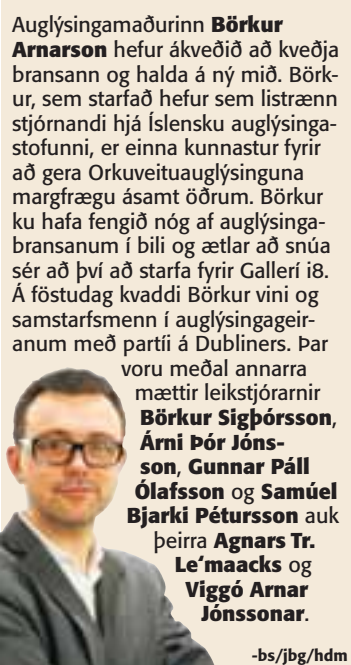 Auglýsingamaðurinn Börkur
Arnarson hefur ákveðið að kveðja
bransann og halda á ný mið. Börk-
ur, sem starfað hefur sem listrænn
stjórnandi hjá Íslensku auglýsinga-
stofunni, er einna kunnastur fyrir
að gera Orkuveituauglýsinguna
margfrægu ásamt öðrum. Börkur
ku hafa fengið nóg af auglýsinga-
bransanum í bili og ætlar að snúa
sér að því að starfa fyrir Gallerí i8.
Á föstudag kvaddi Börkur vini og
samstarfsmenn í auglýsingageir-
anum með partíi á Dubliners. Þar
voru meðal annarra
mættir leikstjórarnir
Börkur Sigþórsson,
Árni Þór Jóns-
son, Gunnar Páll
Ólafsson og Samúel
Bjarki Pétursson auk
þeirra Agnars Tr.
Le'maacks og
Viggó Arnar
Jónssonar.
-bs/jbg/hdm